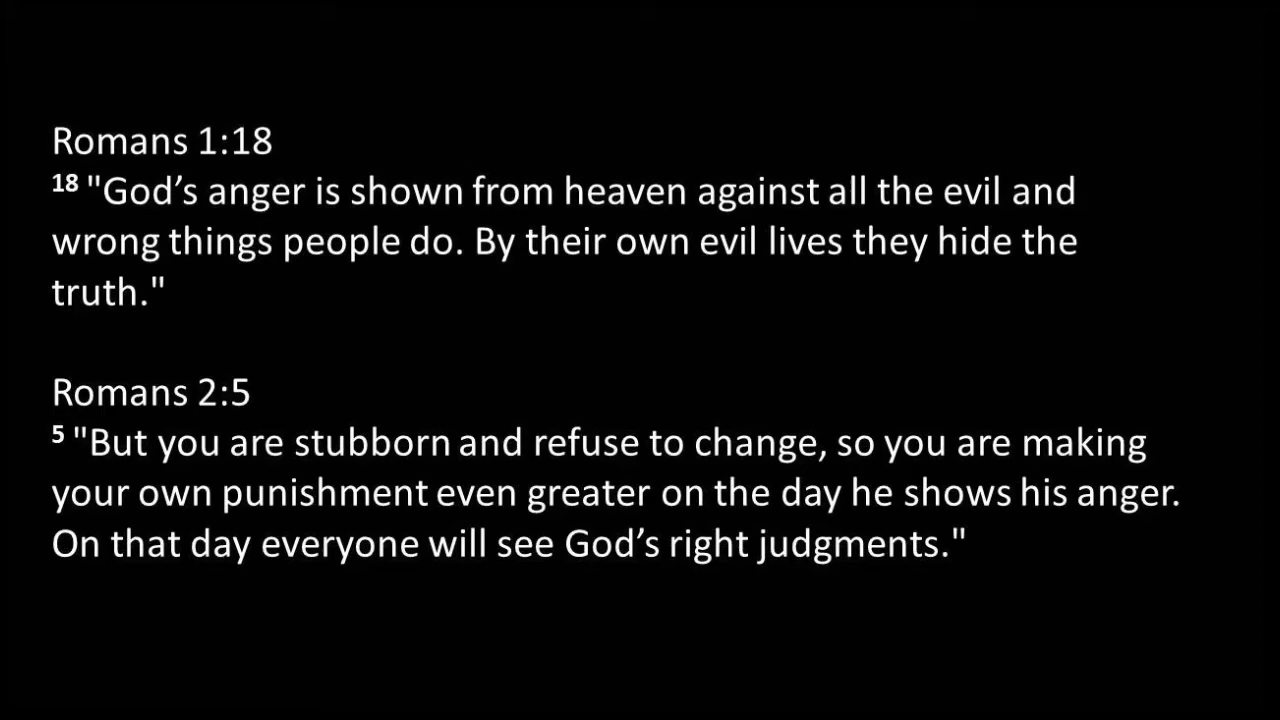 Romans 1:18
18 "God’s anger is shown from heaven against all the evil and
wrong things people do. By their own evil lives they hide the
truth."
Romans 2:5
5 "But you are stubborn and refuse to change, so you are making
your own punishment even greater on the day he shows his anger.
On that day everyone will see God’s right judgments."